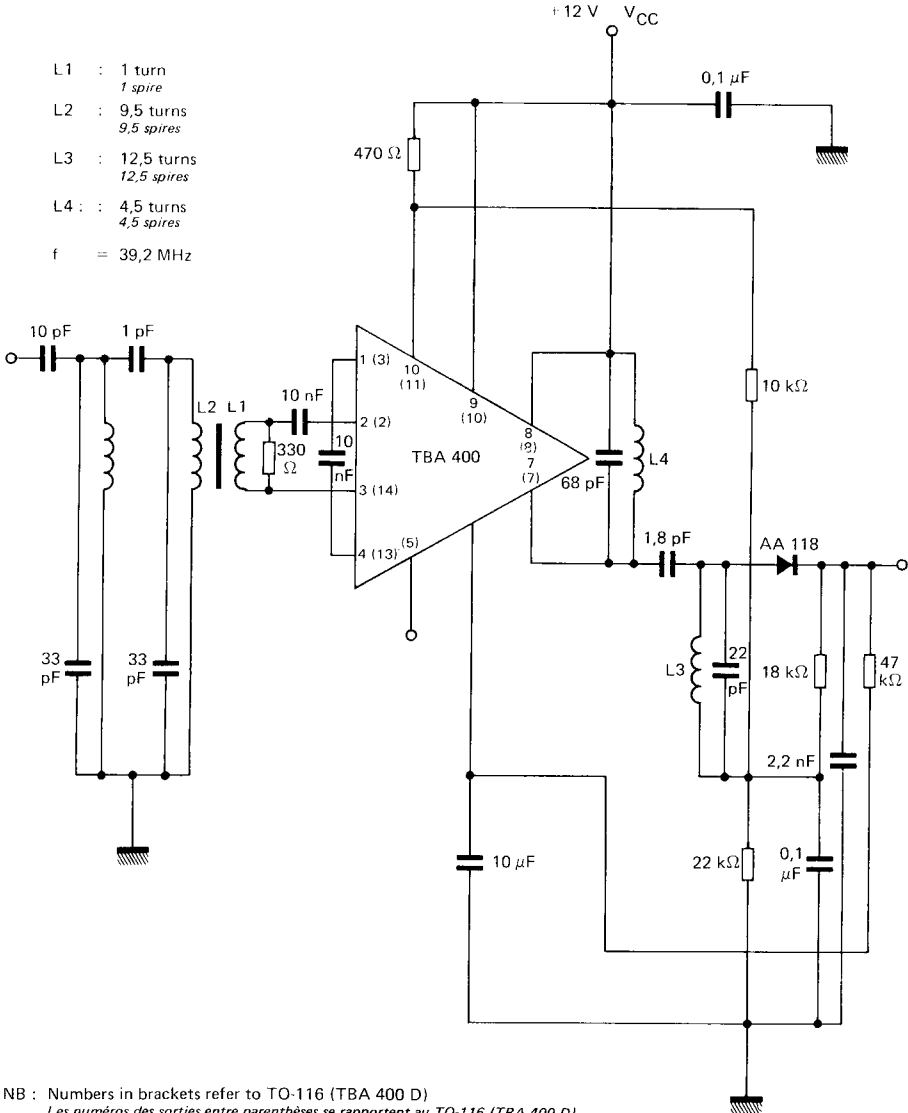 +12 V VCC
L1 : 1 turn
1 spire
L2 : 9,5 turns
9,5 spires
L3 : 12,5 turns
12,5 spires
L4 : : 4,5 turns
4,5 spires
f = 39,2 MHz
0,1 µF
470 Ω
10 pF
1 pF
10 nF
L2 L1
330
Ω
10
nF
1 (3)
2 (2)
3 (14)
4 (13)
(5)
10
(11)
9
(10)
8
(8)
7
(7)
TBA 400
68 pF
L4
10 kΩ
1,8 pF
AA 118
33
pF
33
pF
L3
22
pF
18 kΩ
47
kΩ
2,2 nF
10 µF
22 kΩ
0,1
µF
NB : Numbers in brackets refer to TO-116 (TBA 400 D)
Les numéros des sorties entre parenthèses se rapportent au TO-116 (TBA 400 D)